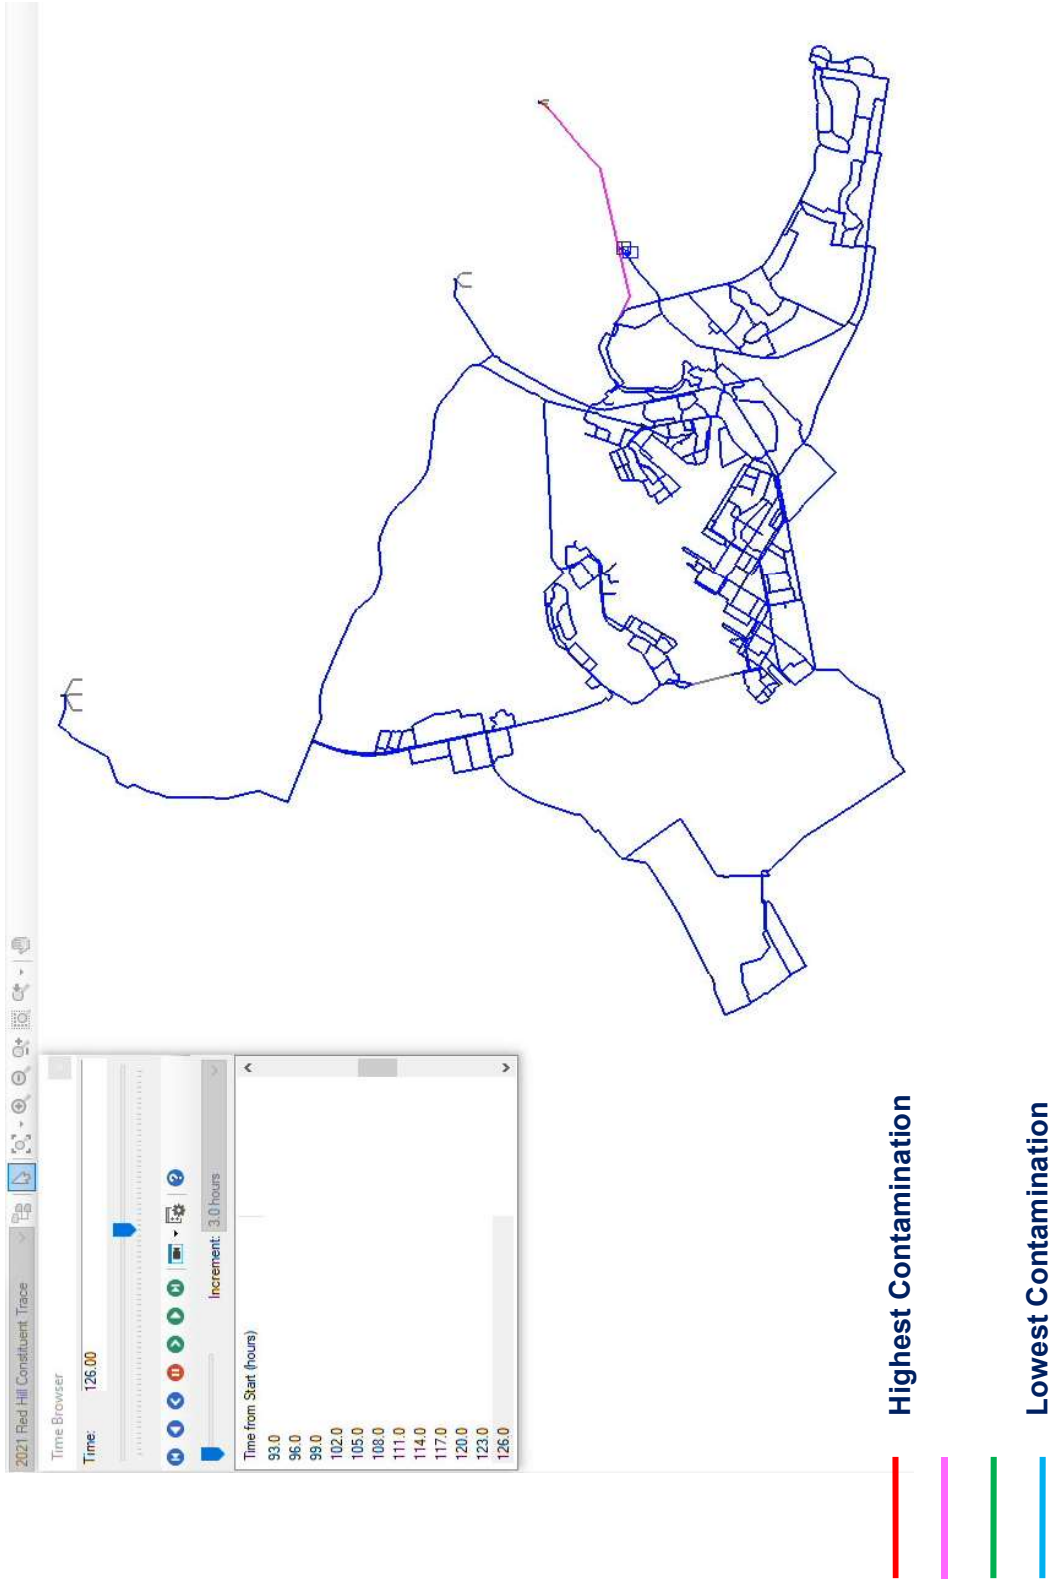 2021 Red Hill Constituent Trace
Time Browser
Time:
126.00
Increment:
3.0 hours
Time from Start (hours)
93.0
96.0
99.0
102.0
105.0
108.0
111.0
114.0
117.0
120.0
123.0
126.0
Highest Contamination
Lowest Contamination